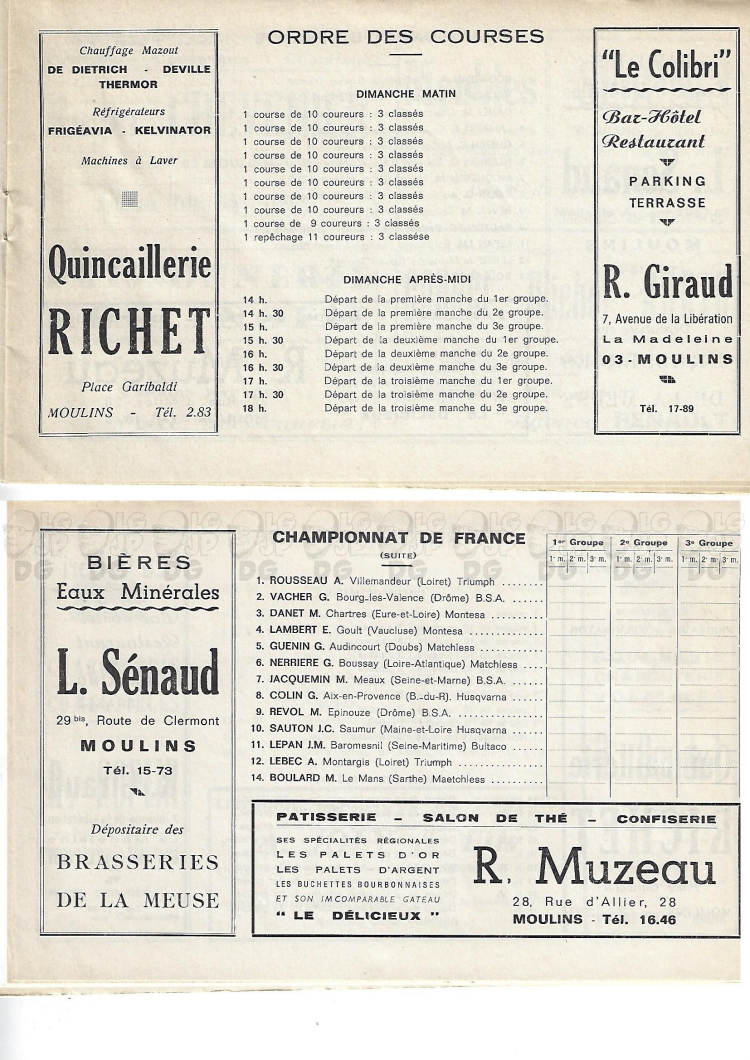 Chauffage Mazout
DE DIETRICH - DEVILLE
THERMOR
Réfrigérateurs
FRIGÉAVIA - KELVINATOR
Machines à Laver
Quincaillerie
RICHET
Place Garibaldi
MOULINS - Tél. 2.83
ORDRE DES COURSES
DIMANCHE MATIN
1 course de 10 coureurs : 3 classés
1 course de 10 coureurs : 3 classés
1 course de 10 coureurs : 3 classés
1 course de 10 coureurs : 3 classés
1 course de 10 coureurs : 3 classés
1 course de 10 coureurs : 3 classés
1 course de 10 coureurs : 3 classés
1 course de 10 coureurs : 3 classés
1 course de 9 coureurs : 3 classés
1 repêchage 11 coureurs : 3 classése
DIMANCHE APRÈS-MIDI
14 h. Départ de la première manche du 1er groupe.
14 h. 30 Départ de la première manche du 2e groupe.
15 h. Départ de la première manche du 3e groupe.
15 h. 30 Départ de la deuxième manche du 1er groupe.
16 h. Départ de la deuxième manche du 2e groupe.
16 h. 30 Départ de la deuxième manche du 3e groupe.
17 h. Départ de la troisième manche du 1er groupe.
17 h. 30 Départ de la troisième manche du 2e groupe.
18 h. Départ de la troisième manche du 3e groupe.
"Le Colibri"
Bar-Hôtel
Restaurant
PARKING
TERRASSE
R. Giraud
7, Avenue de la Libération
La Madeleine
03 - MOULINS
Tél. 17-89
BIÈRES
Eaux Minérales
L. Sénaud
29 bis, Route de Clermont
MOULINS
Tél. 15-73
Dépositaire des
BRASSERIES
DE LA MEUSE
CHAMPIONNAT DE FRANCE
(SUITE)
1er Groupe 2e Groupe 3e Groupe
1e m. 2e m. 3e m. 1e m. 2e m. 3e m. 1e m. 2e m. 3e m.
1. ROUSSEAU A. Villemandeur (Loiret) Triumph ........
2. VACHER G. Bourg-les-Valence (Drôme) B.S.A. ......
3. DANET M. Chartres (Eure-et-Loire) Montesa ..........
4. LAMBERT E. Goult (Vaucluse) Montesa ..............
5. GUENIN G. Audincourt (Doubs) Matchless ............
6. NERRIERE G. Boussay (Loire-Atlantique) Matchless ....
7. JACQUEMIN M. Meaux (Seine-et-Marne) B.S.A. ......
8. COLIN G. Aix-en-Provence (B.-du-R). Husqvarna ......
9. REVOL M. Epinouze (Drôme) B.S.A. ................
10. SAUTON J.C. Saumur (Maine-et-Loire Husqvarna ......
11. LEPAN J.M. Baromesnil (Seine-Maritime) Bultaco ......
12. LEBEC A. Montargis (Loiret) Triumph ................
14. BOULARD M. Le Mans (Sarthe) Maetchless ..........
PATISSERIE - SALON DE THÉ - CONFISERIE
SES SPÉCIALITÉS RÉGIONALES
LES PALETS D'OR
LES PALETS D'ARGENT
LES BUCHETTES BOURBONNAISES
ET SON IMCOMPARABLE GATEAU
" LE DÉLICIEUX "
R. Muzeau
28, Rue d'Allier, 28
MOULINS - Tél. 16.46